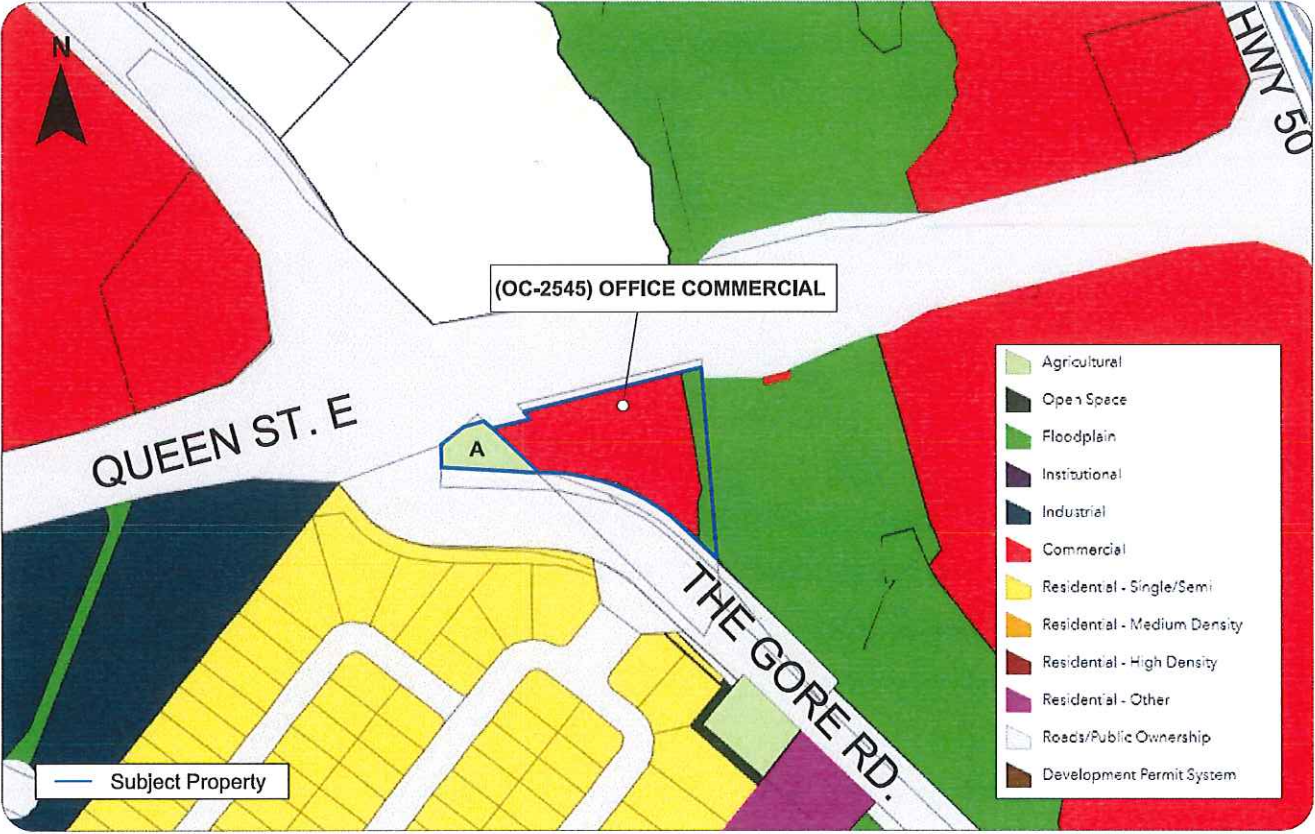 N
HWY 50
(OC-2545) OFFICE COMMERCIAL
QUEEN ST. E
A
THE GORE RD.
Agricultural
Open Space
Floodplain
Institutional
Industrial
Commercial
Residential - Single/Semi
Residential - Medium Density
Residential - High Density
Residential - Other
Roads/Public Ownership
Development Permit System
Subject Property